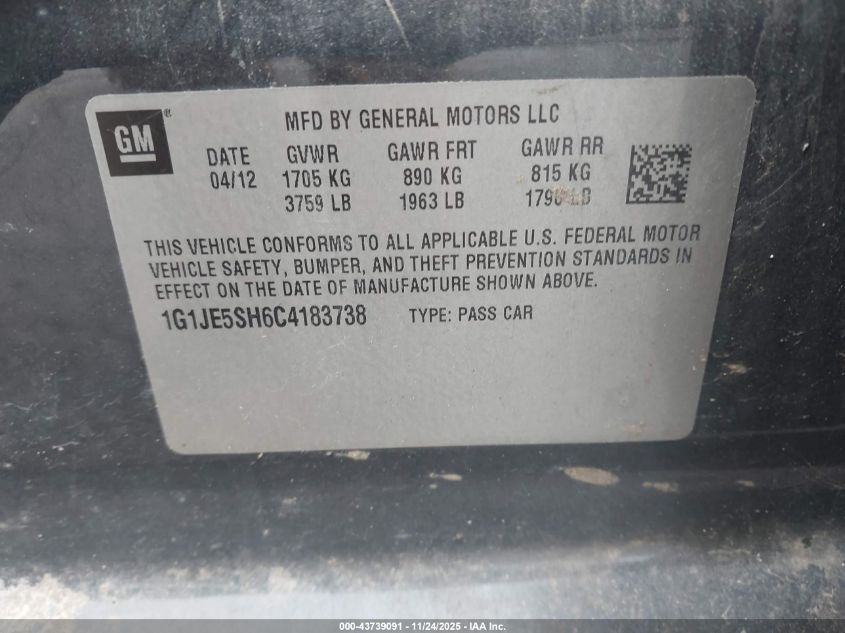 GM®
MFD BY GENERAL MOTORS LLC
DATE GVWR GAWR FRT GAWR RR
04/12 1705 KG 890 KG 815 KG
3759 LB 1963 LB LB
THIS VEHICLE CONFORMS TO ALL APPLICABLE U.S. FEDERAL MOTOR
VEHICLE SAFETY, BUMPER, AND THEFT PREVENTION STANDARDS IN
EFFECT ON THE DATE OF MANUFACTURE SHOWN ABOVE.
1G1JE5SH6C4183738 TYPE: PASS CAR
000-43739091 | 11/24/2025 | IAA Inc.